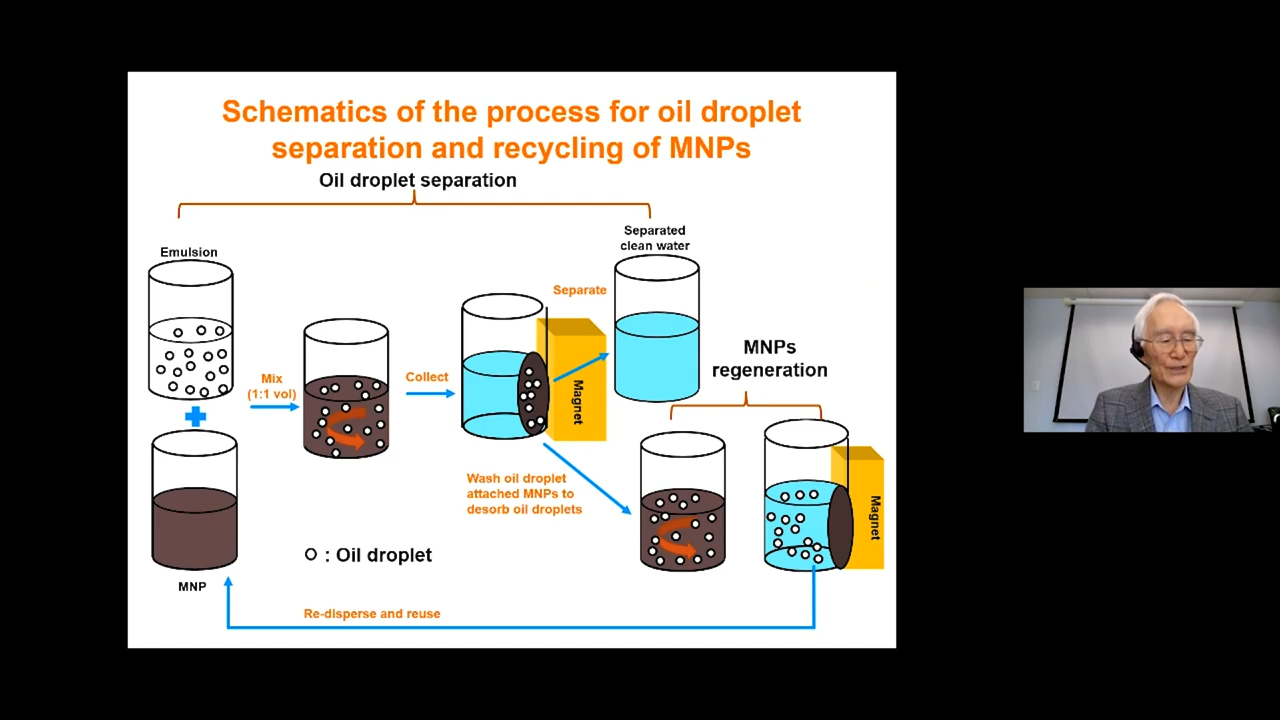 Schematics of the process for oil droplet
separation and recycling of MNPs
Oil droplet separation
Emulsion
Separated
clean water
Separate
MNPs
regeneration
Mix
(1:1 vol)
Collect
Magnet
Wash oil droplet
attached MNPs to
desorb oil droplets
Magnet
: Oil droplet
MNP
Re-disperse and reuse